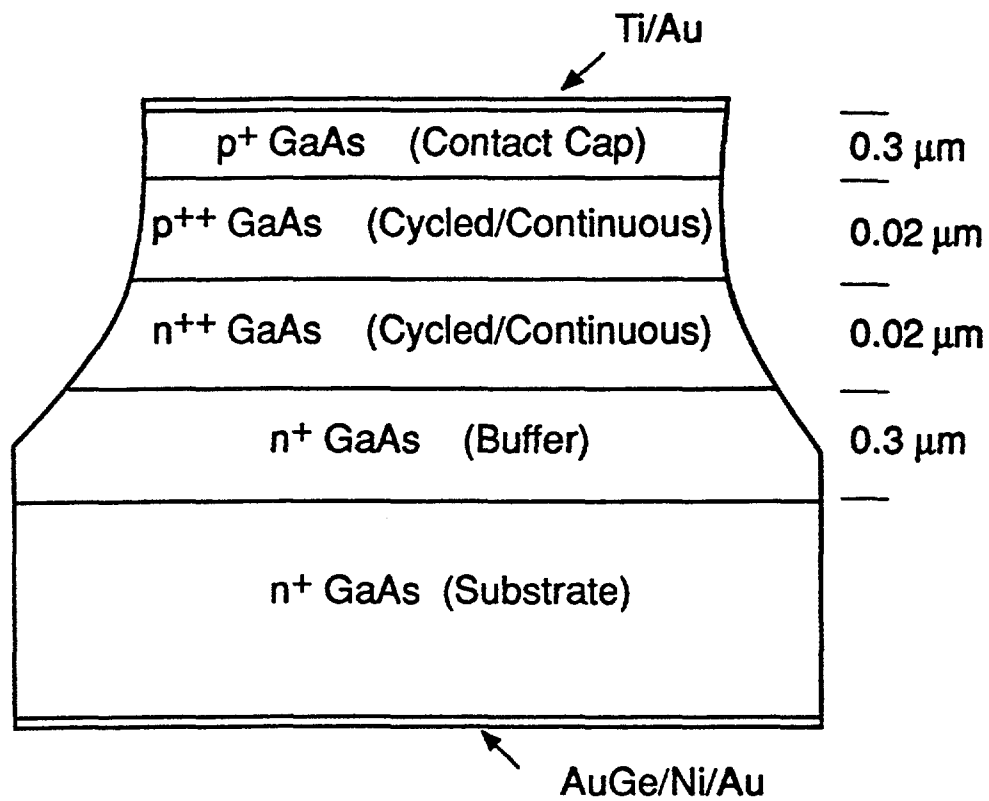 Ti/Au
p+ GaAs (Contact Cap) 0.3 μm
p++ GaAs (Cycled/Continuous) 0.02 μm
n++ GaAs (Cycled/Continuous) 0.02 μm
n+ GaAs (Buffer) 0.3 μm
n+ GaAs (Substrate)
AuGe/Ni/Au